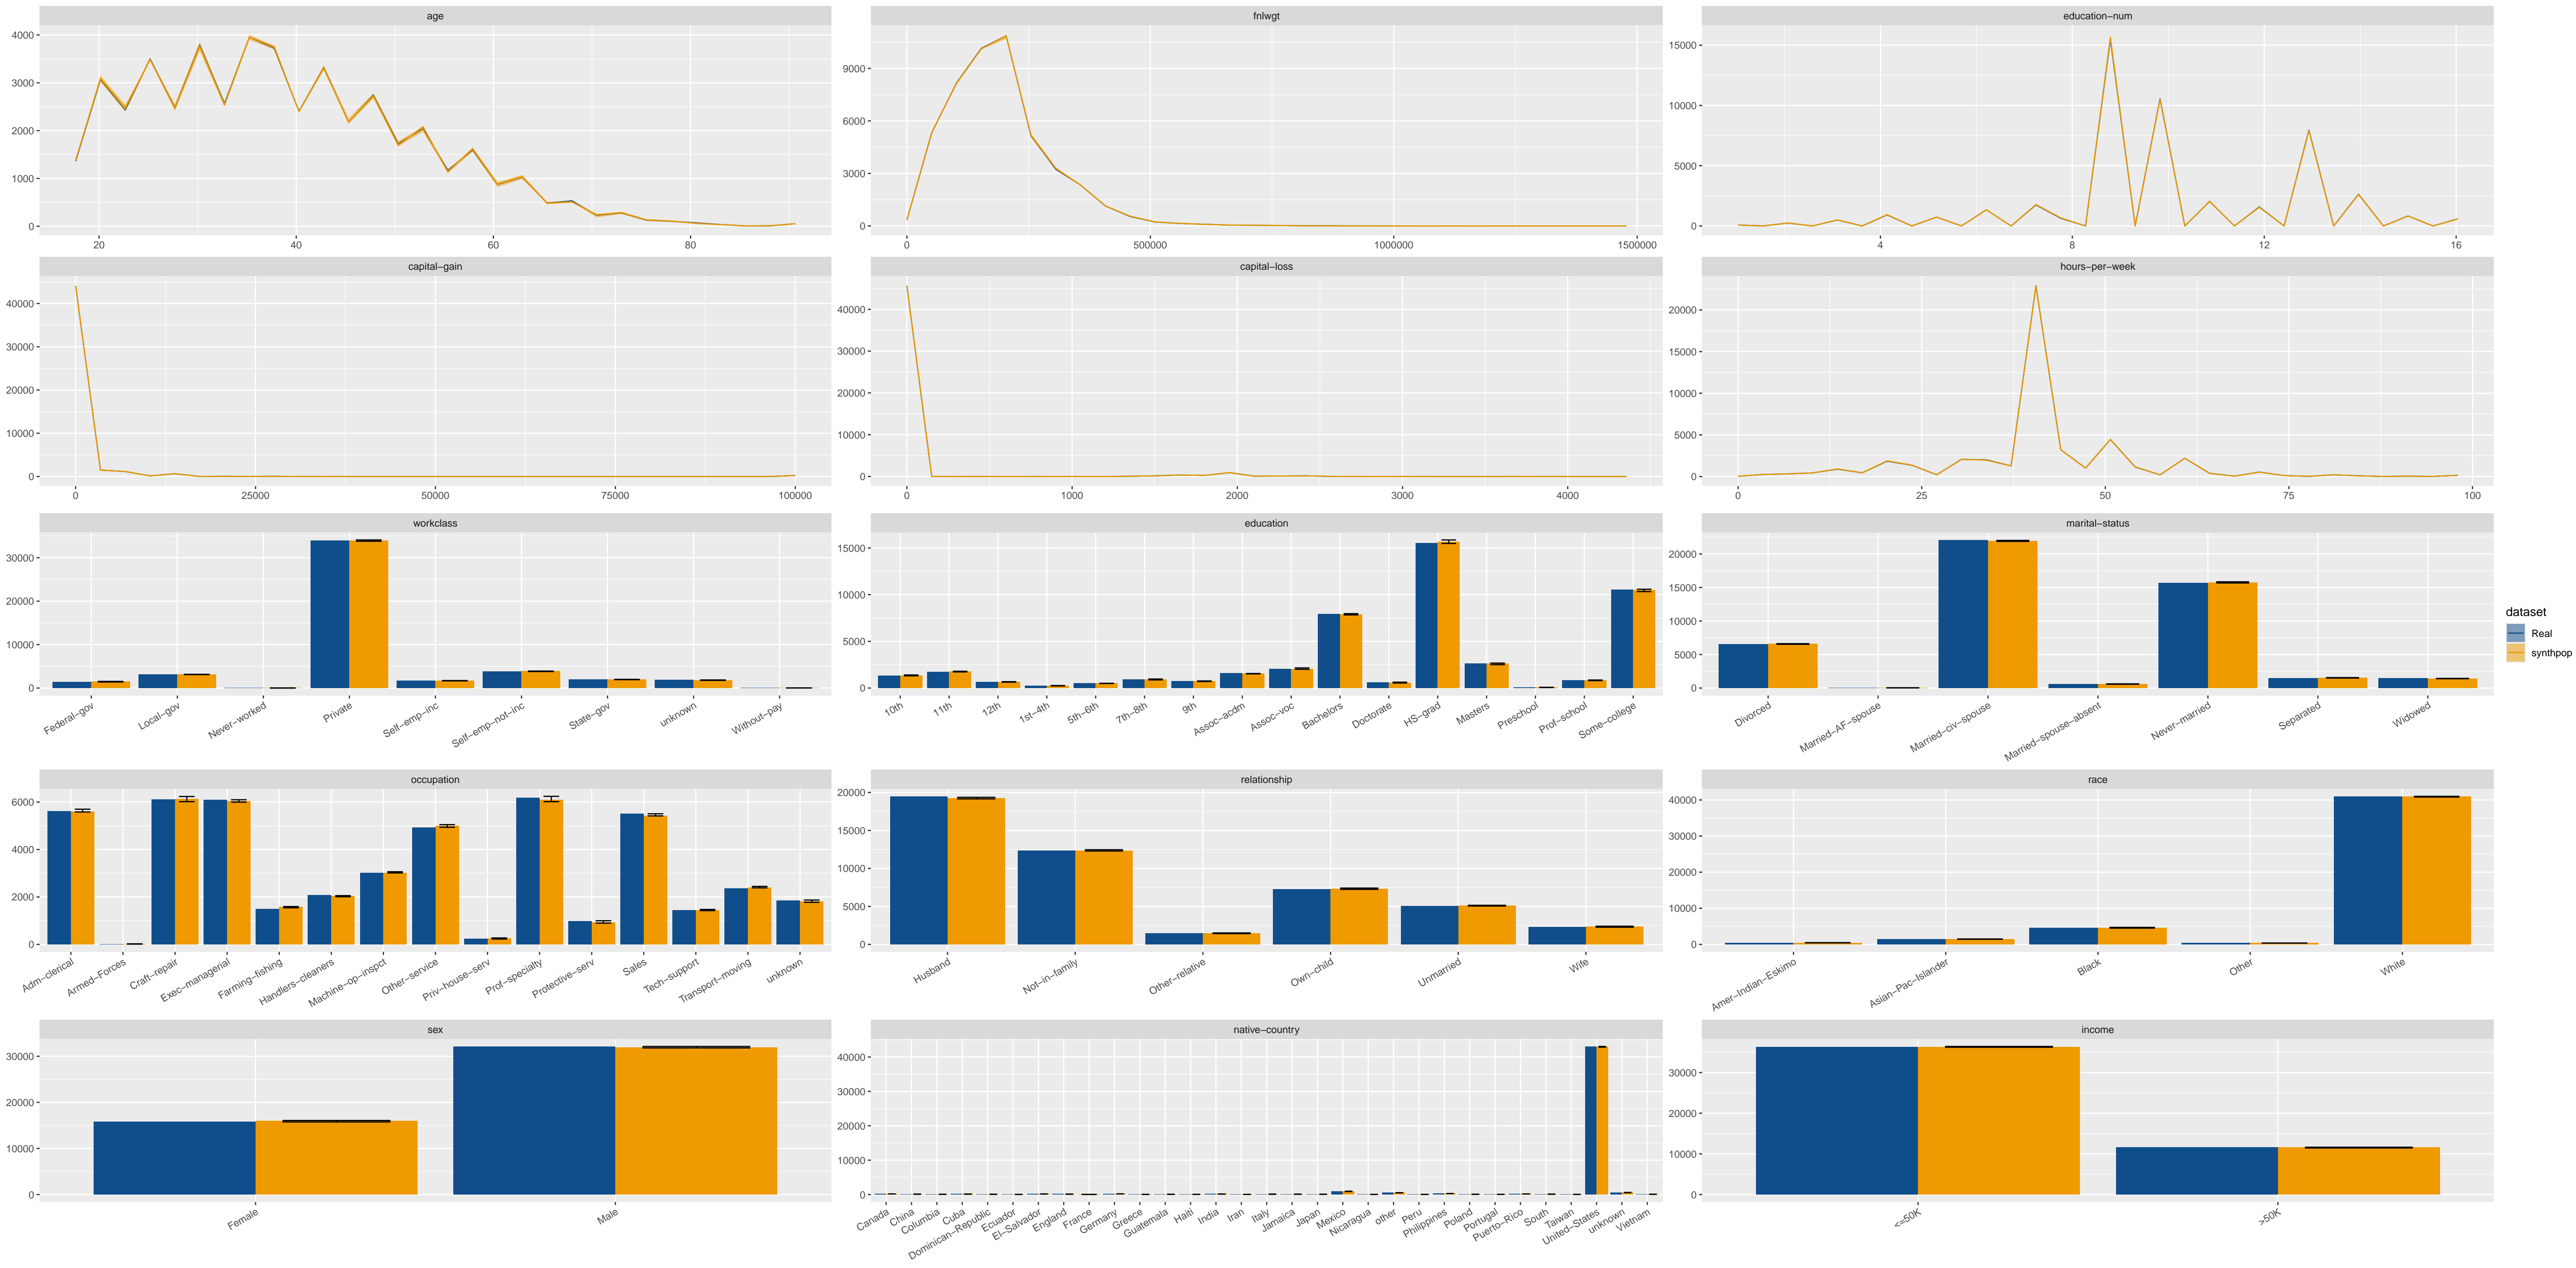 age
fnlwgt
education−num
4000
3000
2000
1000
0
20
40
60
80
9000
6000
3000
0
0
500000
1000000
1500000
15000
10000
5000
0
4
8
12
16
capital−gain
capital−loss
hours−per−week
40000
30000
20000
10000
0
0
25000
50000
75000
100000
40000
30000
20000
10000
0
0
1000
2000
3000
4000
20000
15000
10000
5000
0
0
25
50
75
100
workclass
education
marital−status
30000
20000
10000
0
Federal−gov
Local−gov
Never−worked
Private
Self−emp−inc
Self−emp−not−inc
State−gov
unknown
Without−pay
15000
10000
5000
0
10th
11th
12th
1st−4th
5th−6th
7th−8th
9th
Assoc−acdm
Assoc−voc
Bachelors
Doctorate
HS−grad
Masters
Preschool
Prof−school
Some−college
20000
15000
10000
5000
0
Divorced
Married−AF−spouse
Married−civ−spouse
Married−spouse−absent
Never−married
Separated
Widowed
dataset
Real
synthpop
occupation
relationship
race
6000
4000
2000
0
Adm−clerical
Armed−Forces
Craft−repair
Exec−managerial
Farming−fishing
Handlers−cleaners
Machine−op−inspct
Other−service
Priv−house−serv
Prof−specialty
Protective−serv
Sales
Tech−support
Transport−moving
unknown
20000
15000
10000
5000
0
Husband
Not−in−family
Other−relative
Own−child
Unmarried
Wife
40000
30000
20000
10000
0
Amer−Indian−Eskimo
Asian−Pac−Islander
Black
Other
White
sex
native−country
income
30000
20000
10000
0
Female
Male
40000
30000
20000
10000
0
Canada
China
Columbia
Cuba
Dominican−Republic
Ecuador
El−Salvador
England
France
Germany
Greece
Guatemala
Haiti
India
Iran
Italy
Jamaica
Japan
Mexico
Nicaragua
other
Peru
Philippines
Poland
Portugal
Puerto−Rico
South
Taiwan
United−States
unknown
Vietnam
30000
20000
10000
0
<=50K
>50K